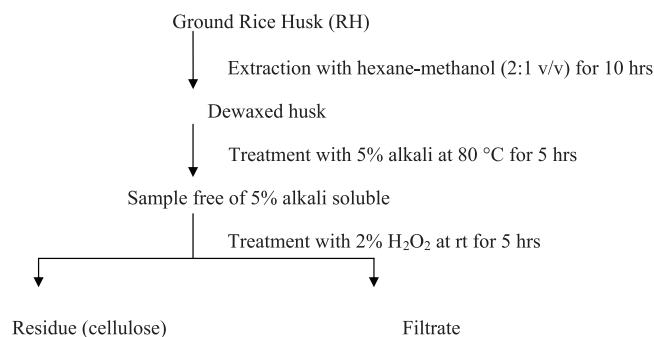 Ground Rice Husk (RH)
Extraction with hexane-methanol (2:1 v/v) for 10 hrs
Dewaxed husk
Treatment with 5% alkali at 80 °C for 5 hrs
Sample free of 5% alkali soluble
Treatment with 2% H₂O₂ at rt for 5 hrs
Residue (cellulose)
Filtrate